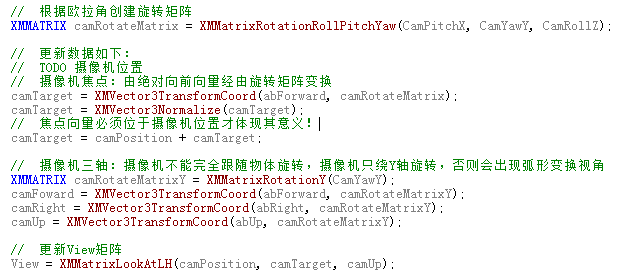 // 根据欧拉角创建旋转矩阵
XMMATRIX camRotateMatrix = XMMatrixRotationRollPitchYaw(CamPitchX, CamYawY, CamRollZ);
// 更新数据如下:
// TODO 摄像机位置
// 摄像机焦点: 由绝对向前向量经由旋转矩阵变换
camTarget = XMVector3TransformCoord(abForward, camRotateMatrix);
camTarget = XMVector3Normalize(camTarget);
// 焦点向量必须位于摄像机位置才体现其意义!
camTarget = camPosition + camTarget;
// 摄像机三轴: 摄像机不能完全跟随物体旋转, 摄像机只绕Y轴旋转, 否则会出现弧形变换视角
XMMATRIX camRotateMatrixY = XMMatrixRotationY(CamYawY);
camFoward = XMVector3TransformCoord(abForward, camRotateMatrixY);
camRight = XMVector3TransformCoord(abRight, camRotateMatrixY);
camUp = XMVector3TransformCoord(abUp, camRotateMatrixY);
// 更新View矩阵
View = XMMatrixLookAtLH(camPosition, camTarget, camUp);